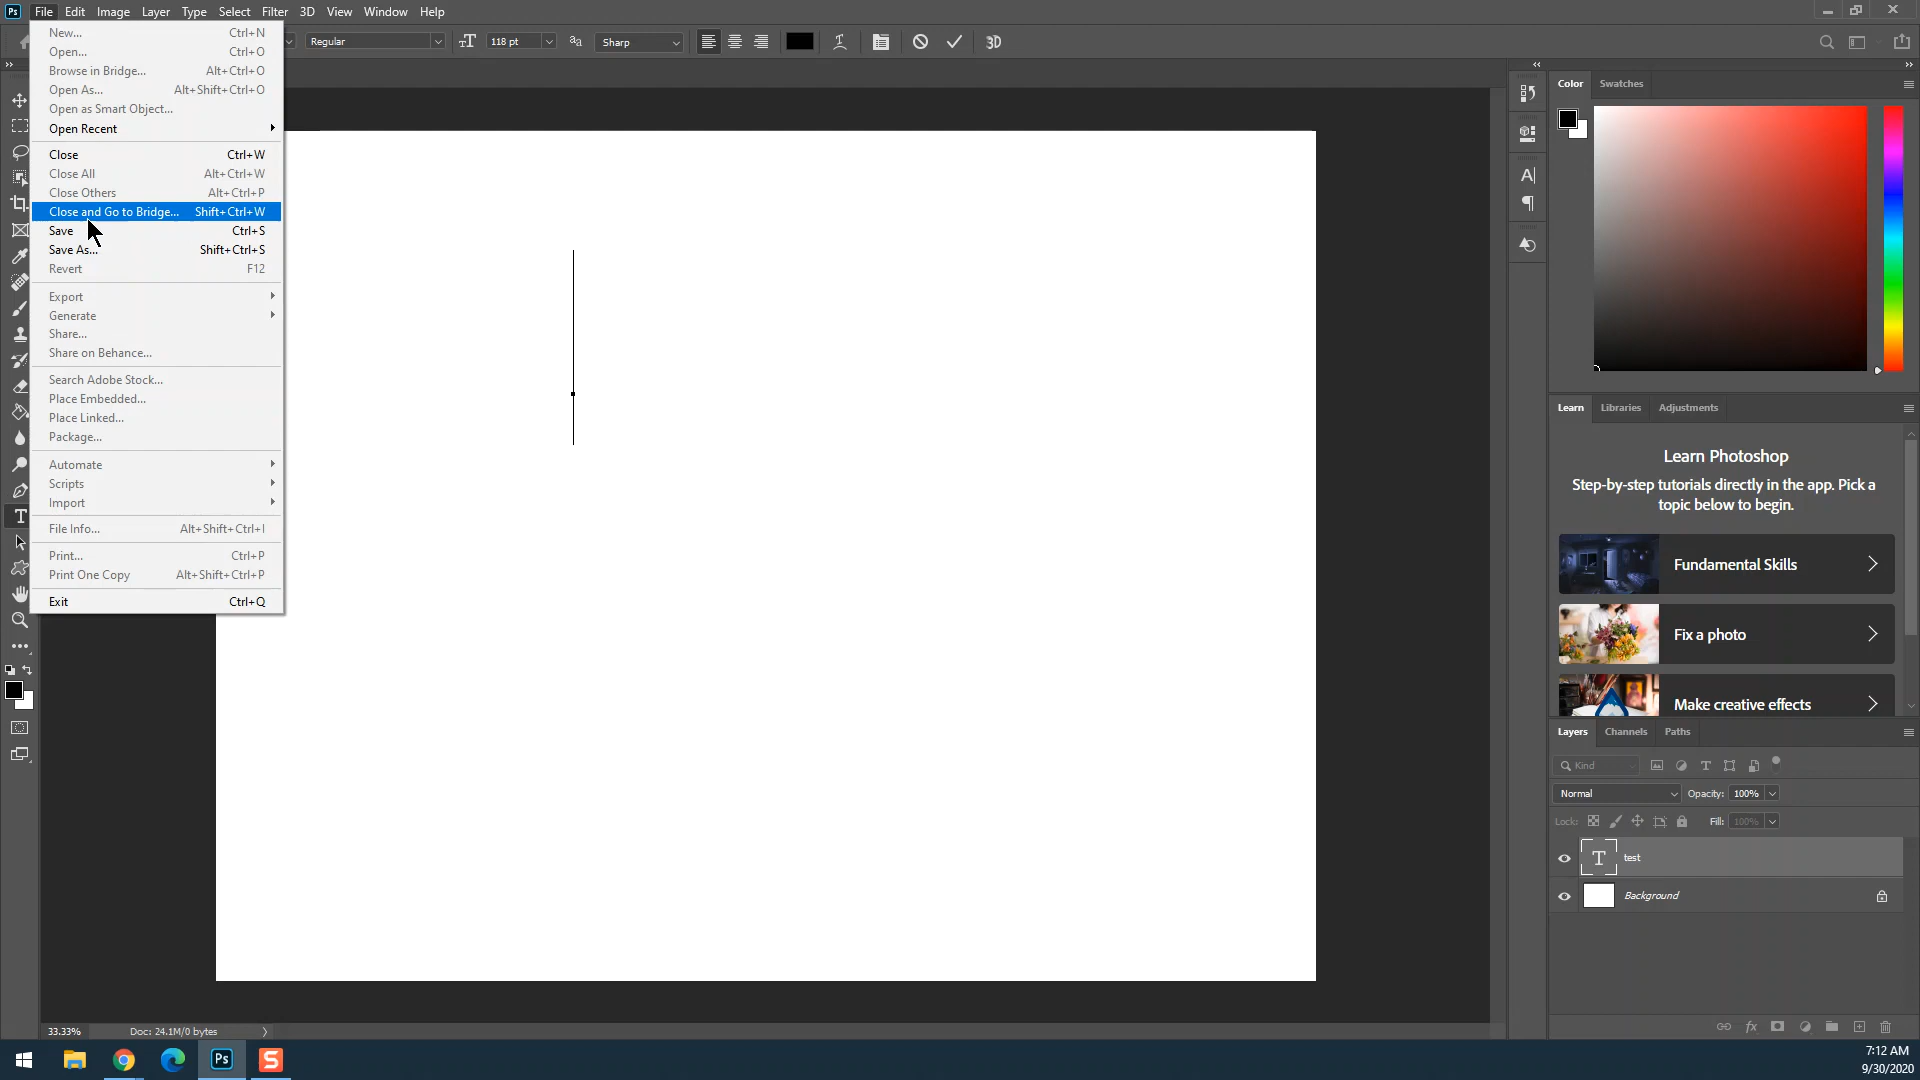 Ps File Edit Image Layer Type Select Filter 3D View Window Help
Regular 118 pt Sharp 3D
New... Ctrl+N
Open... Ctrl+O
Browse in Bridge... Alt+Ctrl+O
Open As... Alt+Shift+Ctrl+O
Open as Smart Object...
Open Recent
Close Ctrl+W
Close All Alt+Ctrl+W
Close Others Alt+Ctrl+P
Close and Go to Bridge... Shift+Ctrl+W
Save Ctrl+S
Save As... Shift+Ctrl+S
Revert F12
Export
Generate
Share...
Share on Behance...
Search Adobe Stock...
Place Embedded...
Place Linked...
Package...
Automate
Scripts
Import
File Info... Alt+Shift+Ctrl+I
Print... Ctrl+P
Print One Copy Alt+Shift+Ctrl+P
Exit Ctrl+Q
Color Swatches
Learn Libraries Adjustments
Learn Photoshop
Step-by-step tutorials directly in the app. Pick a
topic below to begin.
Fundamental Skills
Fix a photo
Make creative effects
Layers Channels Paths
Kind
Normal Opacity: 100%
Lock: Fill: 100%
test
Background
33.33% Doc: 24.1M/0 bytes
Ps S
7:12 AM
9/30/2020